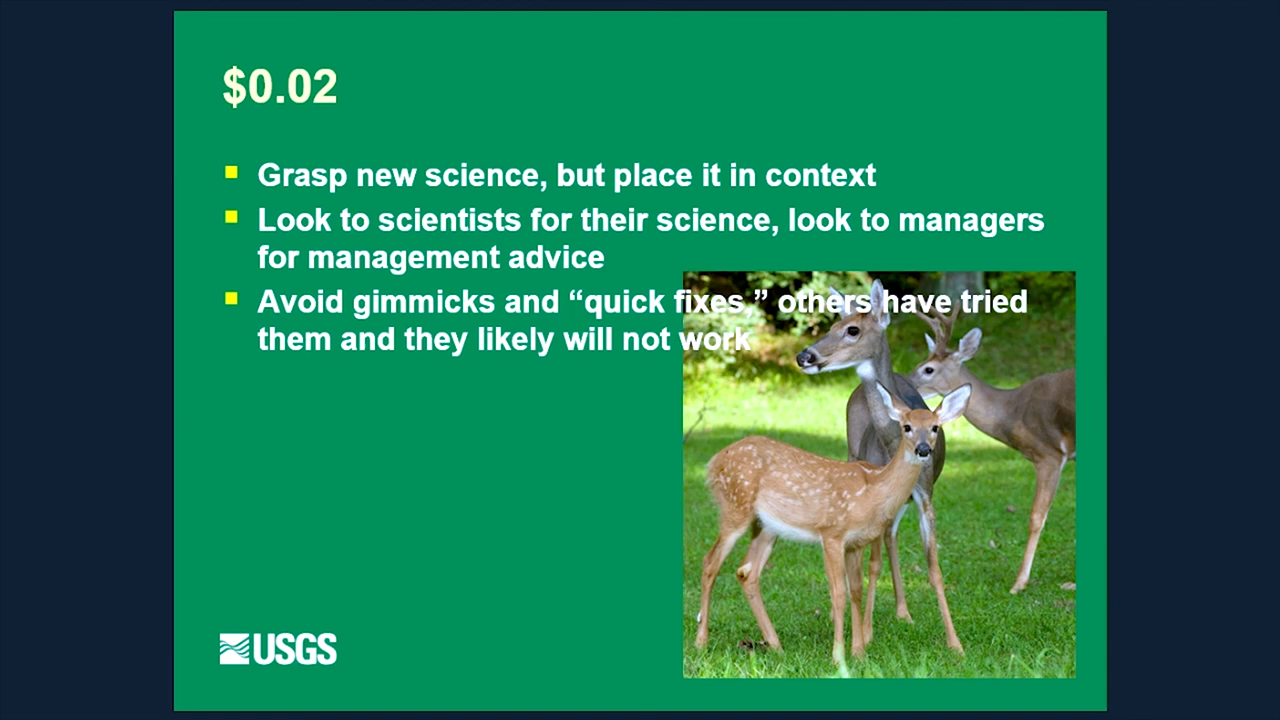 $0.02
Grasp new science, but place it in context
Look to scientists for their science, look to managers
for management advice
Avoid gimmicks and “quick fixes,” others have tried
them and they likely will not work
USGS